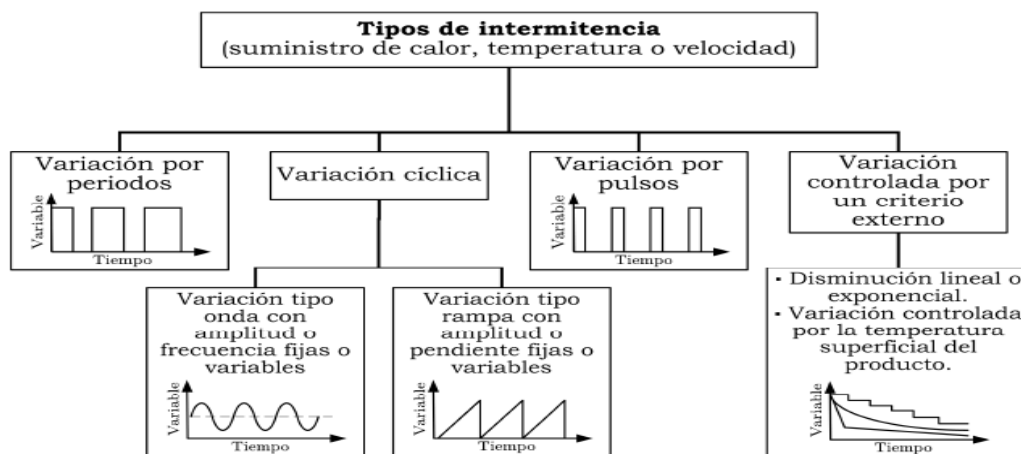 Tipos de intermitencia
(suministro de calor, temperatura o velocidad)
Variación por
periodos
Variable
Tiempo
Variación cíclica
Variación por
pulsos
Variable
Tiempo
Variación
controlada por
un criterio
externo
Variación tipo
onda con
amplitud o
frecuencia fijas o
variables
Variable
Tiempo
Variación tipo
rampa con
amplitud o
pendiente fijas o
variables
Variable
Tiempo
▪ Disminución lineal o
exponencial.
▪ Variación controlada
por la temperatura
superficial del
producto.
Variable
Tiempo